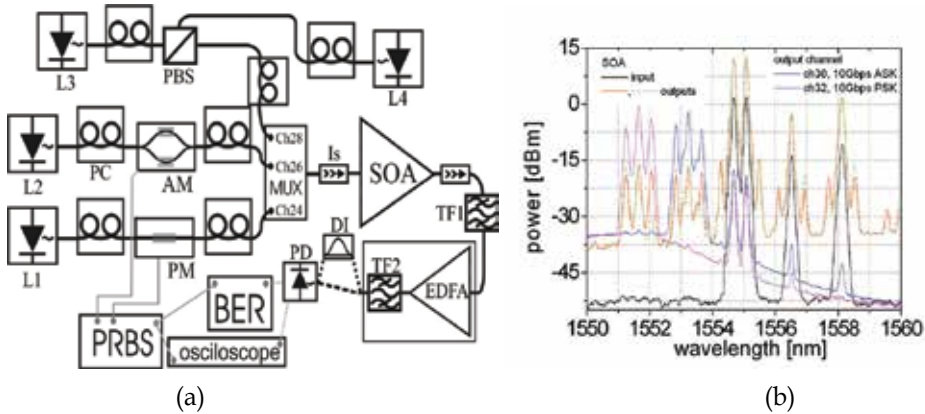 L3
PBS
L4
L2
PC
AM
L1
PM
Ch28
Ch26
MUX
Ch24
Is
SOA
TF1
DI
PD
TF2
EDFA
BER
PRBS
osciloscope
(a)
power [dBm]
15
0
-15
-30
-45
SOA
input
outputs
output channel
ch30, 10Gbps ASK
ch32, 10Gbps PSK
1550 1552 1554 1556 1558 1560
wavelength [nm]
(b)